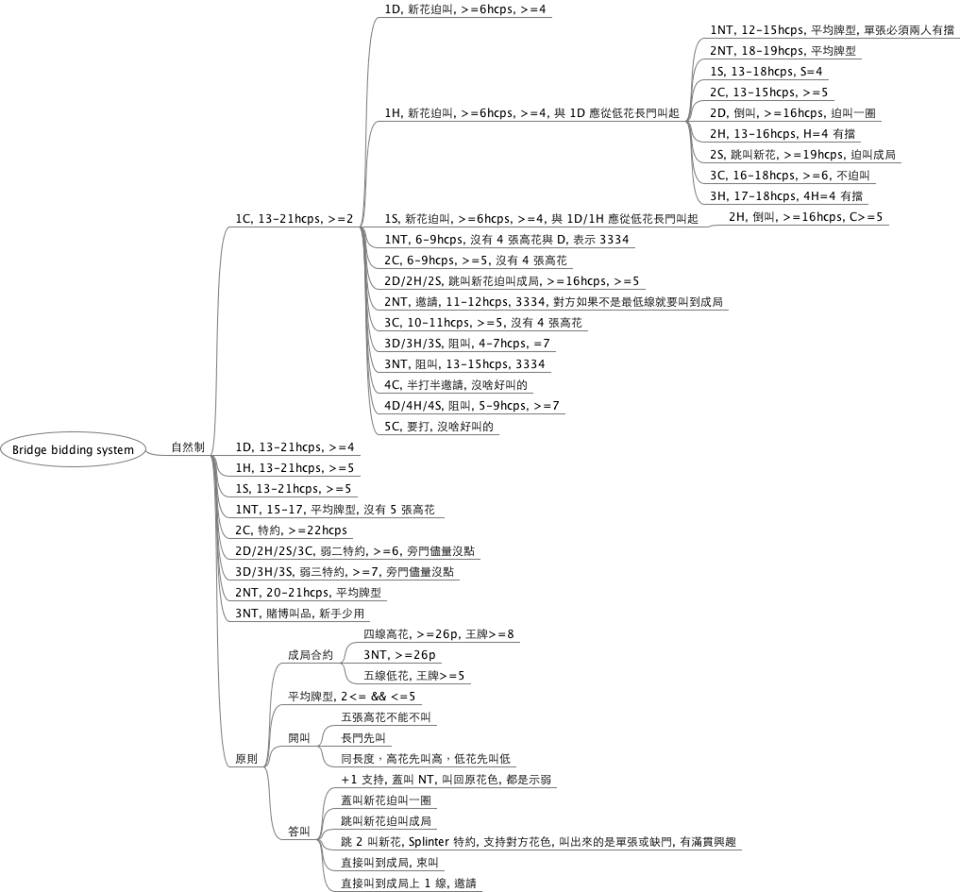 Bridge bidding system
自然制
1C, 13-21hcps, >=2
1D, 新花迫叫, >=6hcps, >=4
1H, 新花迫叫, >=6hcps, >=4, 與 1D 應從低花長門叫起
1NT, 12-15hcps, 平均牌型, 單張必須兩人有擋
2NT, 18-19hcps, 平均牌型
1S, 13-18hcps, S=4
2C, 13-15hcps, >=5
2D, 倒叫, >=16hcps, 迫叫一圈
2H, 13-16hcps, H=4 有擋
2S, 跳叫新花, >=19hcps, 迫叫成局
3C, 16-18hcps, >=6, 不迫叫
3H, 17-18hcps, 4H=4 有擋
1S, 新花迫叫, >=6hcps, >=4, 與 1D/1H 應從低花長門叫起
2H, 倒叫, >=16hcps, C>=5
1NT, 6-9hcps, 沒有 4 張高花與 D, 表示 3334
2C, 6-9hcps, >=5, 沒有 4 張高花
2D/2H/2S, 跳叫新花迫叫成局, >=16hcps, >=5
2NT, 邀請, 11-12hcps, 3334, 對方如果不是最低線就要叫到成局
3C, 10-11hcps, >=5, 沒有 4 張高花
3D/3H/3S, 阻叫, 4-7hcps, =7
3NT, 阻叫, 13-15hcps, 3334
4C, 半打半邀請, 沒啥好叫的
4D/4H/4S, 阻叫, 5-9hcps, >=7
5C, 要打, 沒啥好叫的
1D, 13-21hcps, >=4
1H, 13-21hcps, >=5
1S, 13-21hcps, >=5
1NT, 15-17, 平均牌型, 沒有 5 張高花
2C, 特約, >=22hcps
2D/2H/2S/3C, 弱二特約, >=6, 旁門儘量沒點
3D/3H/3S, 弱三特約, >=7, 旁門儘量沒點
2NT, 20-21hcps, 平均牌型
3NT, 賭博叫品, 新手少用
原則
成局合約
四線高花, >=26p, 王牌>=8
3NT, >=26p
五線低花, 王牌>=5
平均牌型, 2<= && <=5
開叫
五張高花不能不叫
長門先叫
同長度，高花先叫高，低花先叫低
答叫
+1 支持, 蓋叫 NT, 叫回原花色, 都是示弱
蓋叫新花迫叫一圈
跳叫新花迫叫成局
跳 2 叫新花, Splinter 特約, 支持對方花色, 叫出來的是單張或缺門, 有滿貫興趣
直接叫到成局, 束叫
直接叫到成局上 1 線, 邀請